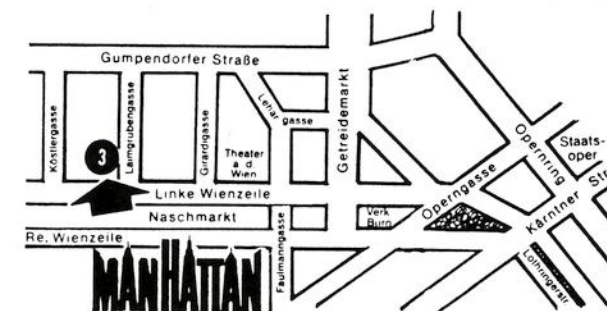 Gumpendorfer Straße
Köstlergasse
Laimgrubengasse
Girardigasse
Lehar
gasse
Getreidemarkt
Opernring
Staats-
oper
3
Theater
a. d.
Wien
Linke Wienzeile
Operngasse
Kärntner Str
Naschmarkt
Verk
Büro
Re. Wienzeile
Faulmanngasse
Lothringerstr
MANHATTAN